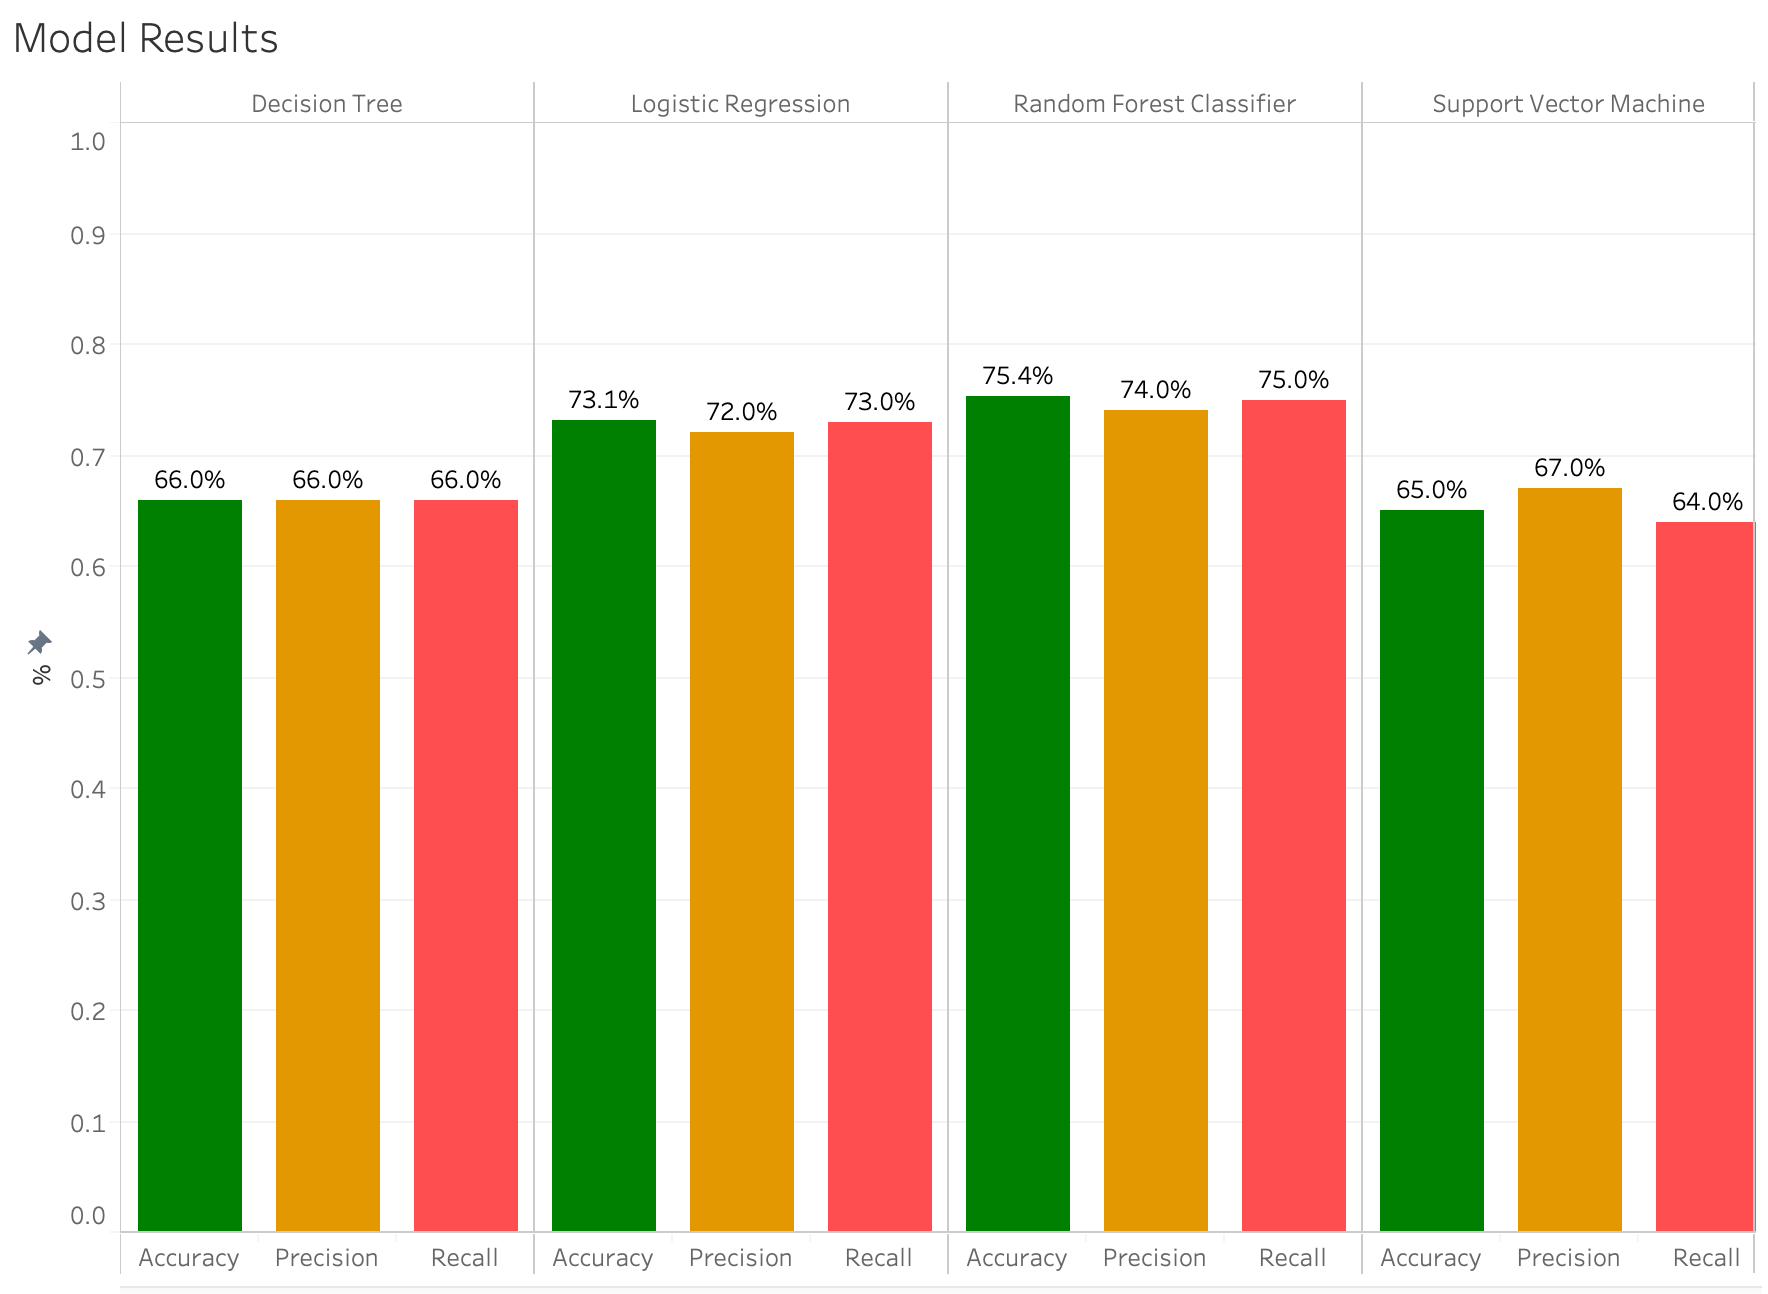 Model Results
Decision Tree Logistic Regression Random Forest Classifier Support Vector Machine
1.0
0.9
0.8
75.4% 74.0% 75.0%
73.1% 72.0% 73.0%
0.7
67.0%
66.0% 66.0% 66.0%
65.0% 64.0%
0.6
%
0.5
0.4
0.3
0.2
0.1
0.0
Accuracy Precision Recall Accuracy Precision Recall Accuracy Precision Recall Accuracy Precision Recall